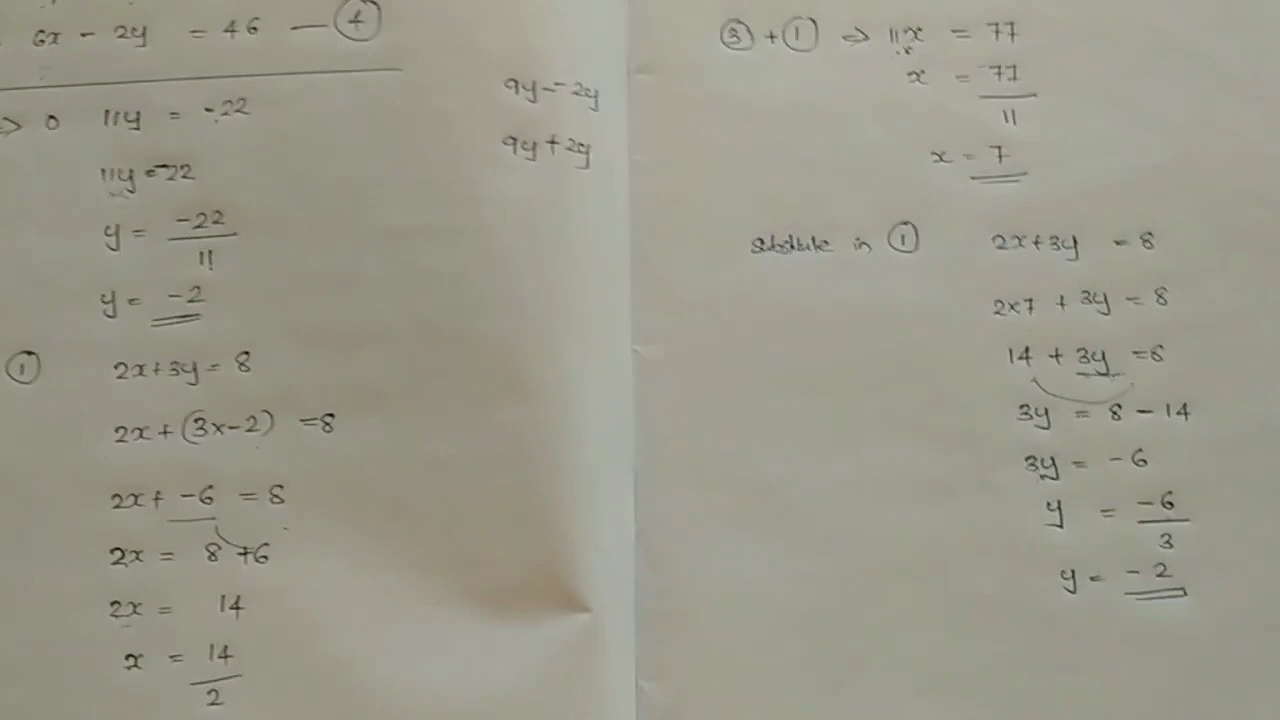 6x - 2y = 46 — ④
⇒ 0 11y = -22
11y = -22
y = -22/11
y = -2
① 2x+3y = 8
2x + (3x-2) = 8
2x + -6 = 8
2x = 8 +6
2x = 14
x = 14/2
9y - -2y
9y + 2y
③ + ① ⇒ 11x = 77
x = 77/11
x = 7
Substitute in ① 2x+3y = 8
2x7 + 3y = 8
14 + 3y = 8
3y = 8 - 14
3y = -6
y = -6/3
y = -2